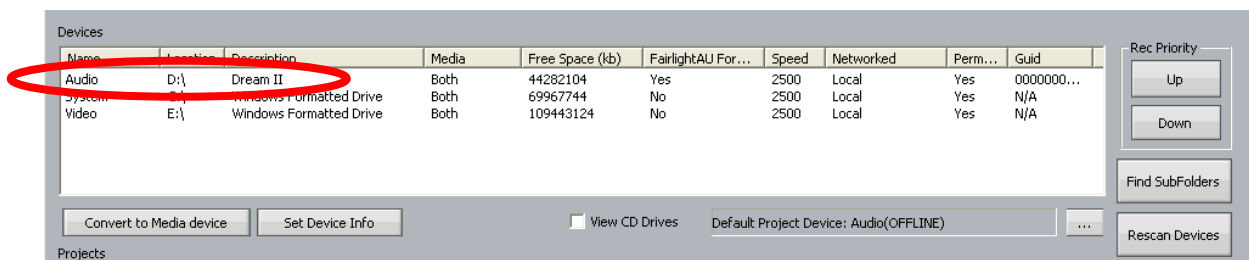 Devices
Name Location Description Media Free Space (kb) FairlightAU For... Speed Networked Perm... Guid
Audio D:\ Dream II Both 44282104 Yes 2500 Local Yes 0000000...
System Windows Formatted Drive Both 69967744 No 2500 Local Yes N/A
Video E:\ Windows Formatted Drive Both 109443124 No 2500 Local Yes N/A
Rec Priority
Up
Down
Find SubFolders
Convert to Media device Set Device Info View CD Drives Default Project Device: Audio(OFFLINE) ...
Rescan Devices
Projects